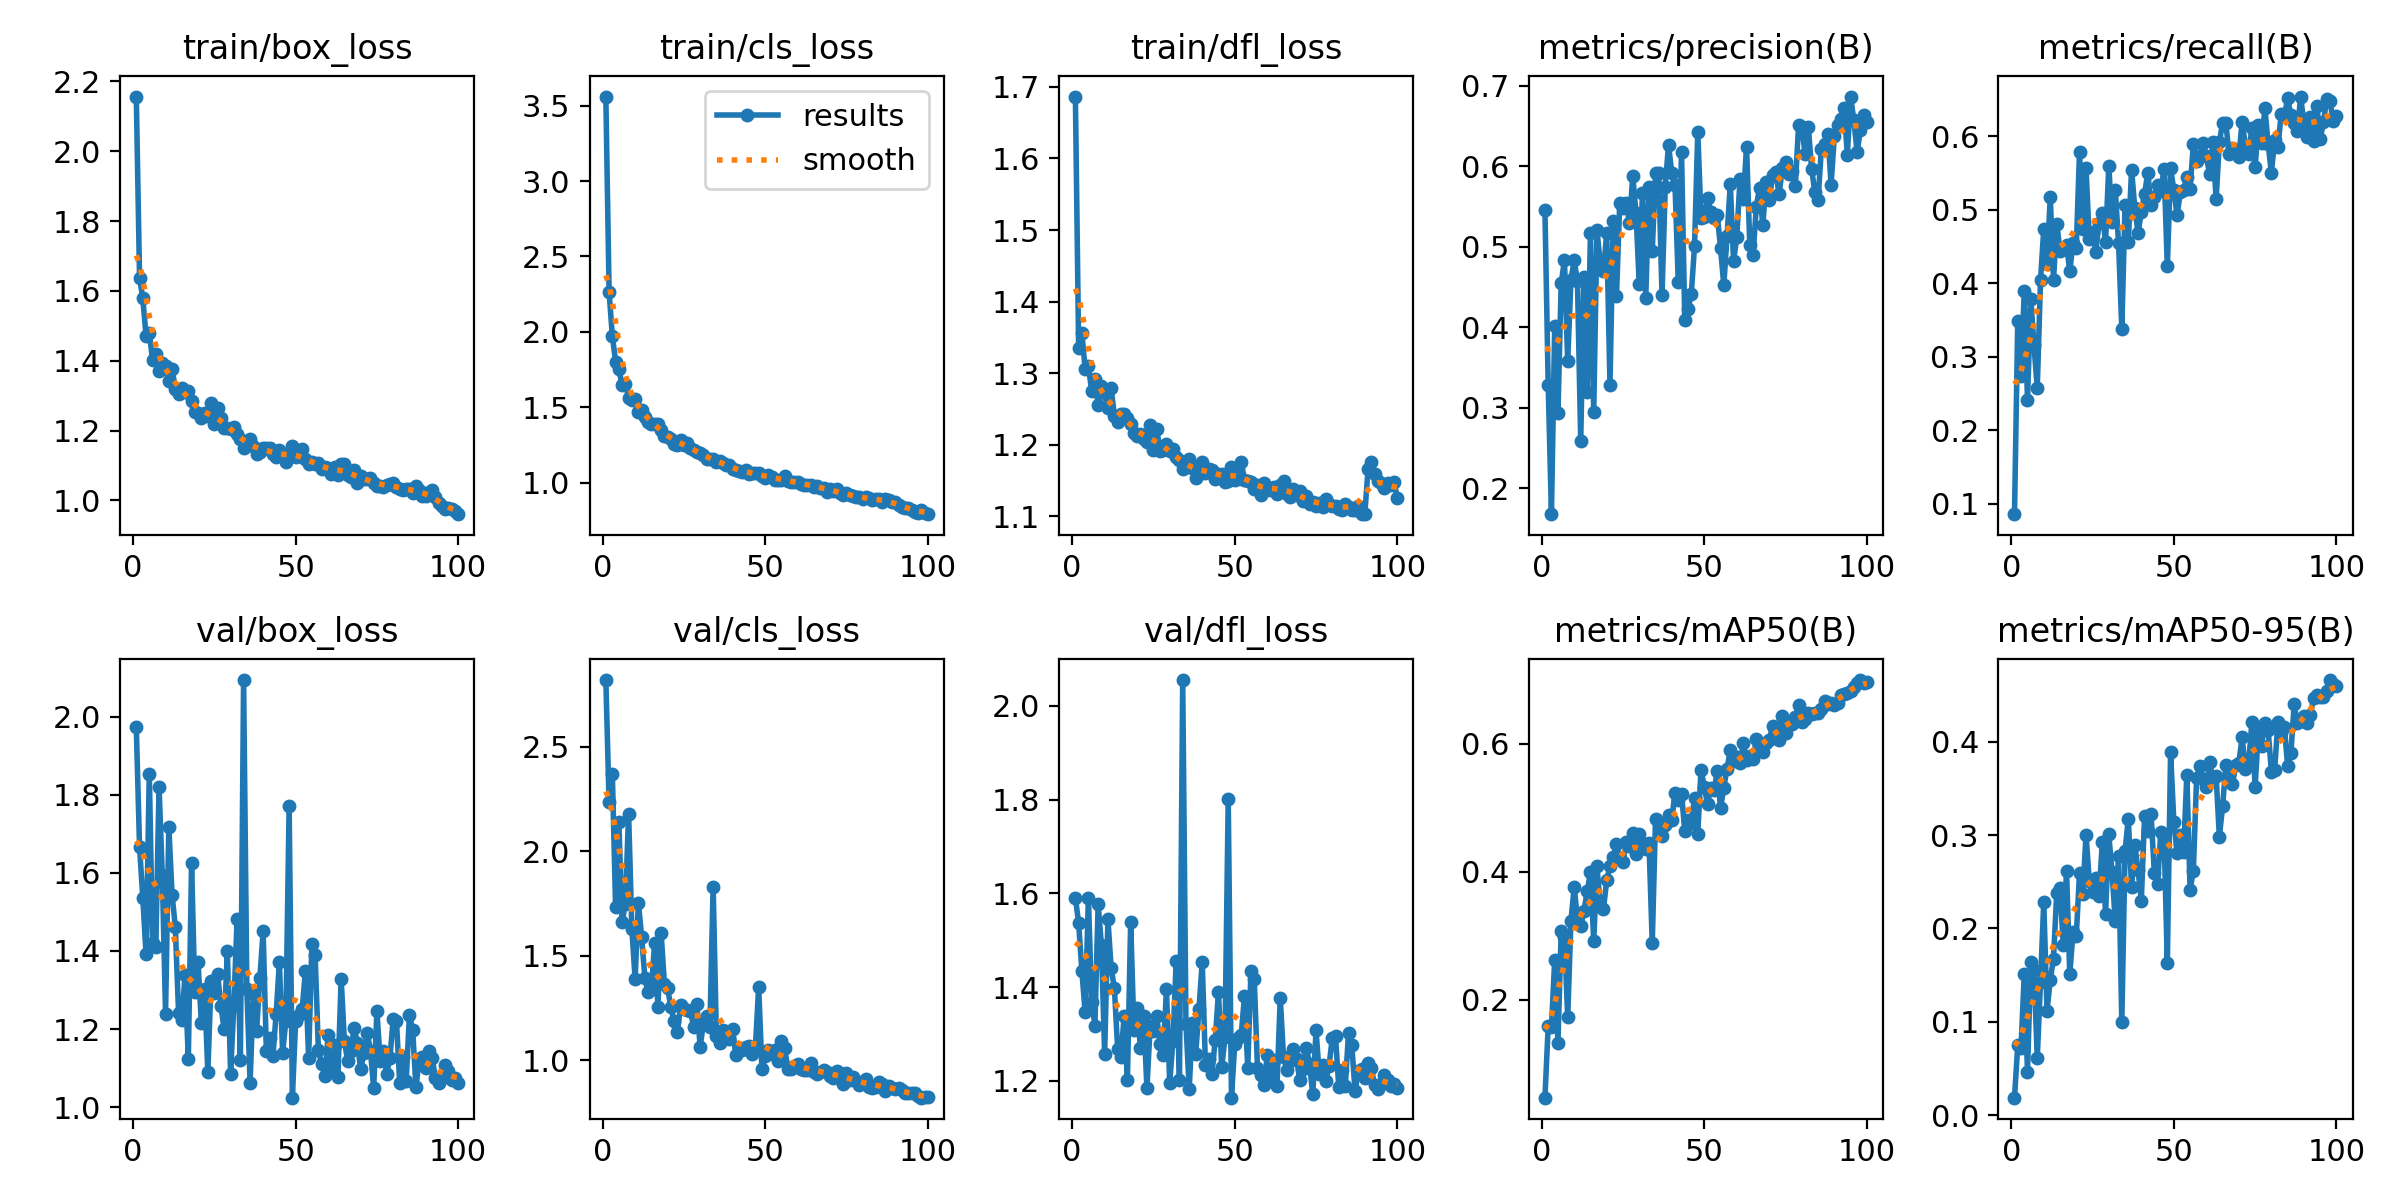 train/box_loss
2.2
2.0
1.8
1.6
1.4
1.2
1.0
0 50 100
train/cls_loss
results
smooth
3.5
3.0
2.5
2.0
1.5
1.0
0 50 100
train/dfl_loss
1.7
1.6
1.5
1.4
1.3
1.2
1.1
0 50 100
metrics/precision(B)
0.7
0.6
0.5
0.4
0.3
0.2
0 50 100
metrics/recall(B)
0.6
0.5
0.4
0.3
0.2
0.1
0 50 100
val/box_loss
2.0
1.8
1.6
1.4
1.2
1.0
0 50 100
val/cls_loss
2.5
2.0
1.5
1.0
0 50 100
val/dfl_loss
2.0
1.8
1.6
1.4
1.2
0 50 100
metrics/mAP50(B)
0.6
0.4
0.2
0 50 100
metrics/mAP50-95(B)
0.4
0.3
0.2
0.1
0.0
0 50 100